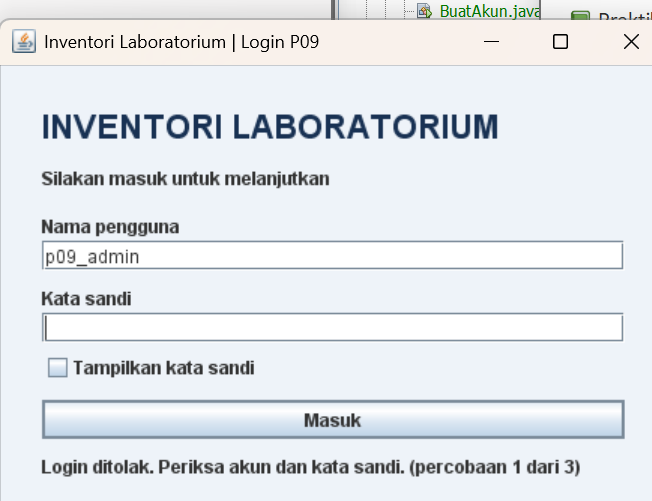 BuatAkun.java
Inventori Laboratorium | Login P09
INVENTORI LABORATORIUM
Silakan masuk untuk melanjutkan
Nama pengguna
p09_admin
Kata sandi
Tampilkan kata sandi
Masuk
Login ditolak. Periksa akun dan kata sandi. (percobaan 1 dari 3)